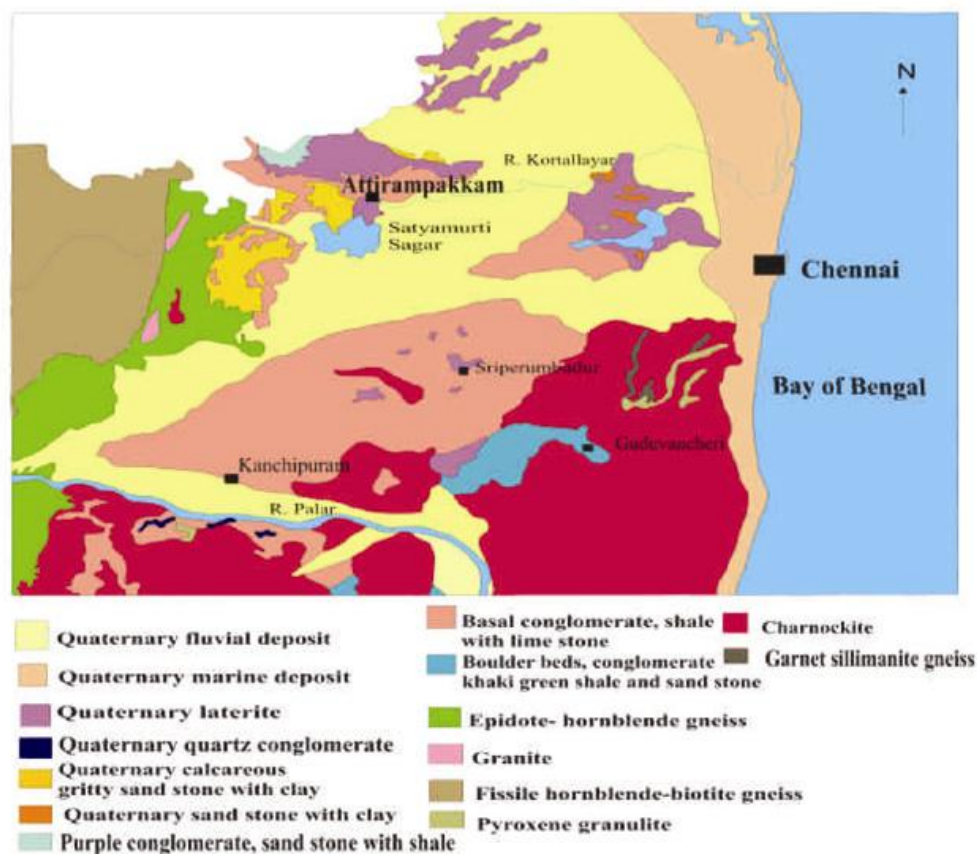 N
R. Kortallayar
Attirampakkam
Satyamurti
Sagar
Chennai
Sriperumbudur
Bay of Bengal
Guduvancheri
Kanchipuram
R. Palar
Quaternary fluvial deposit
Quaternary marine deposit
Quaternary laterite
Quaternary quartz conglomerate
Quaternary calcareous
gritty sand stone with clay
Quaternary sand stone with clay
Purple conglomerate, sand stone with shale
Basal conglomerate, shale
with lime stone
Boulder beds, conglomerate
khaki green shale and sand stone
Epidote- hornblende gneiss
Granite
Fissile hornblende-biotite gneiss
Pyroxene granulite
Charnockite
Garnet sillimanite gneiss